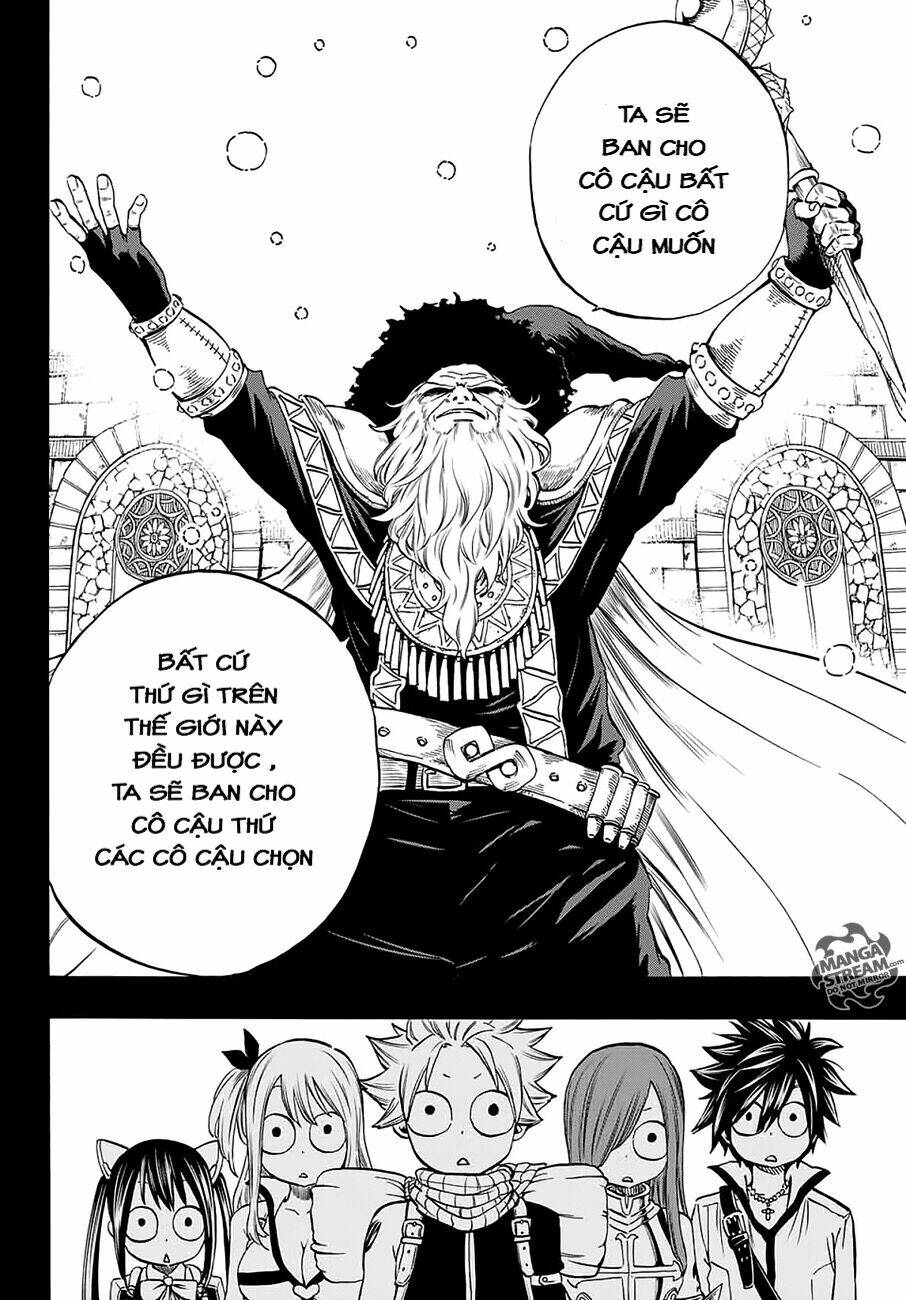 TA SẼ
BAN CHO
CÔ CẬU BẤT
CỨ GÌ CÔ
CẬU MUỐN
BẤT CỨ
THỨ GÌ TRÊN
THẾ GIỚI NÀY
ĐỀU ĐƯỢC ,
TA SẼ BAN CHO
CÔ CẬU THỨ
CÁC CÔ CẬU CHỌN
MANGA
STREAM.com
DO NOT MIRROR